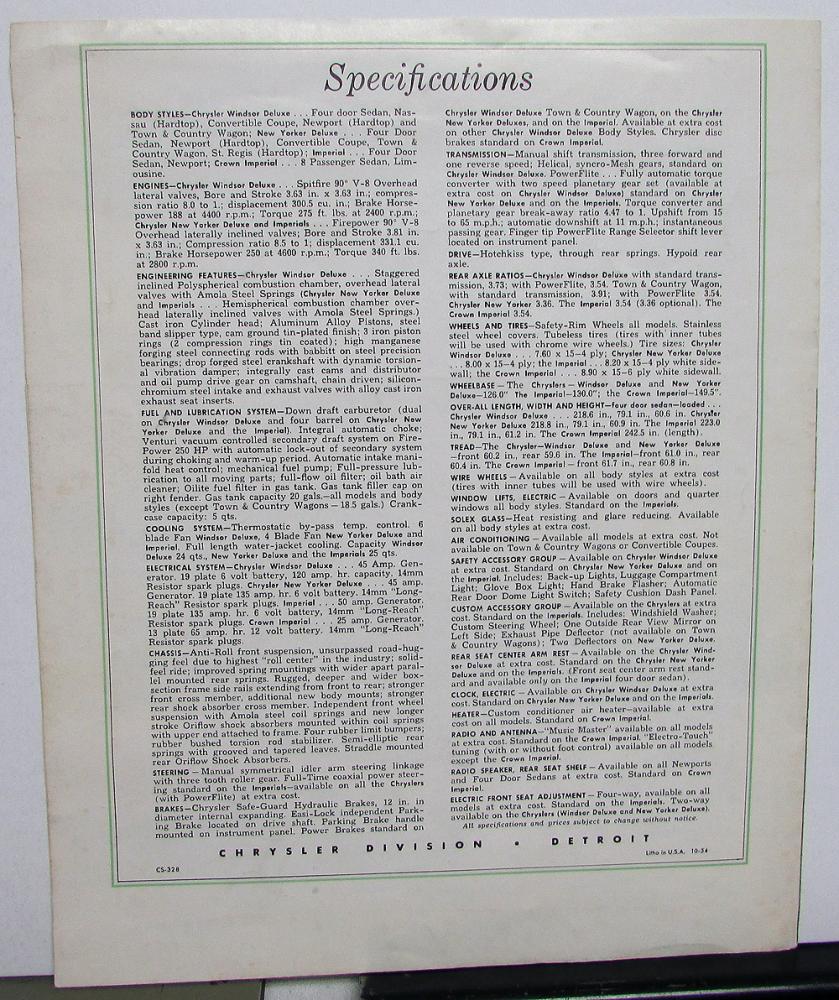 Specifications
BODY STYLES—Chrysler Windsor Deluxe . . . Four door Sedan, Nas-
sau (Hardtop), Convertible Coupe, Newport (Hardtop) and
Town & Country Wagon; New Yorker Deluxe . . . Four Door
Sedan, Newport (Hardtop), Convertible Coupe, Town &
Country Wagon, St. Regis (Hardtop); Imperial . . . Four Door
Sedan, Newport; Crown Imperial . . . 8 Passenger Sedan, Lim-
ousine.
ENGINES—Chrysler Windsor Deluxe . . . Spitfire 90° V-8 Overhead
lateral valves, Bore and Stroke 3.63 in. x 3.63 in.; compres-
sion ratio 8.0 to 1.; displacement 300.5 cu. in.; Brake Horse-
power 188 at 4400 r.p.m.; Torque 275 ft. lbs. at 2400 r.p.m.;
Chrysler New Yorker Deluxe and Imperials . . . Firepower 90° V-8
Overhead laterally inclined valves; Bore and Stroke 3.81 in.
x 3.63 in.; Compression ratio 8.5 to 1; displacement 331.1 cu.
in.; Brake Horsepower 250 at 4600 r.p.m.; Torque 340 ft. lbs.
at 2800 r.p.m.
ENGINEERING FEATURES—Chrysler Windsor Deluxe . . . Staggered
inclined Polyspherical combustion chamber, overhead lateral
valves with Amola Steel Springs (Chrysler New Yorker Deluxe
and Imperials . . . Hemispherical combustion chamber over-
head laterally inclined valves with Amola Steel Springs.)
Cast iron Cylinder head; Aluminum Alloy Pistons, steel
band slipper type, cam ground tin-plated finish; 3 iron piston
rings (2 compression rings tin coated); high manganese
forging steel connecting rods with babbitt on steel precision
bearings; drop forged steel crankshaft with dynamic torsion-
al vibration damper; integrally cast cams and distributor
and oil pump drive gear on camshaft, chain driven; silicon-
chromium steel intake and exhaust valves with alloy cast iron
exhaust seat inserts.
FUEL AND LUBRICATION SYSTEM—Down draft carburetor (dual
on Chrysler Windsor Deluxe and four barrel on Chrysler New
Yorker Deluxe and the Imperial). Integral automatic choke;
Venturi vacuum controlled secondary draft system on Fire-
Power 250 HP with automatic lock-out of secondary system
during choking and warm-up period. Automatic intake mani-
fold heat control; mechanical fuel pump; Full-pressure lub-
rication to all moving parts; full-flow oil filter; oil bath air
cleaner; Oilite fuel filter in gas tank. Gas tank filler cap on
right fender. Gas tank capacity 20 gals.—all models and body
styles (except Town & Country Wagons—18.5 gals.) Crank-
case capacity: 5 qts.
COOLING SYSTEM—Thermostatic by-pass temp. control. 6
blade Fan Windsor Deluxe, 4 Blade Fan New Yorker Deluxe and
Imperial. Full length water-jacket cooling. Capacity Windsor
Deluxe 24 qts., New Yorker Deluxe and the Imperials 25 qts.
ELECTRICAL SYSTEM—Chrysler Windsor Deluxe . . . 45 Amp. Gen-
erator. 19 plate 6 volt battery, 120 amp. hr. capacity, 14mm
Resistor spark plugs. Chrysler New Yorker Deluxe . . . 45 amp.
Generator. 19 plate 135 amp. hr. 6 volt battery. 14mm "Long-
Reach" Resistor spark plugs. Imperial . . . 50 amp. Generator.
19 plate 135 amp. hr. 6 volt battery, 14mm "Long-Reach"
Resistor spark plugs. Crown Imperial . . . 25 amp. Generator,
13 plate 65 amp. hr. 12 volt battery. 14mm "Long-Reach"
Resistor spark plugs.
CHASSIS—Anti-Roll front suspension, unsurpassed road-hug-
ging feel due to highest "roll center" in the industry; solid-
feel ride; improved spring mountings with wider apart paral-
lel mounted rear springs. Rugged, deeper and wider box-
section frame side rails extending from front to rear; stronger
front cross member, additional new body mounts; stronger
rear shock absorber cross member. Independent front wheel
suspension with Amola steel coil springs and new longer
stroke Oriflow shock absorbers mounted within coil springs
with upper end attached to frame. Four rubber limit bumpers;
rubber bushed torsion rod stabilizer. Semi-elliptic rear
springs with grooved and tapered leaves. Straddle mounted
rear Oriflow Shock Absorbers.
STEERING—Manual symmetrical idler arm steering linkage
with three tooth roller gear. Full-Time coaxial power steer-
ing standard on the Imperials—available on all the Chryslers
(with PowerFlite) at extra cost.
BRAKES—Chrysler Safe-Guard Hydraulic Brakes, 12 in. in
diameter internal expanding. Easi-Lock independent Park-
ing Brake located on drive shaft. Parking Brake handle
mounted on instrument panel. Power Brakes standard on
Chrysler Windsor Deluxe Town & Country Wagon, on the Chrysler
New Yorker Deluxes, and on the Imperial. Available at extra cost
on other Chrysler Windsor Deluxe Body Styles. Chrysler disc
brakes standard on Crown Imperial.
TRANSMISSION—Manual shift transmission, three forward and
one reverse speed; Helical, syncro-Mesh gears, standard on
Chrysler Windsor Deluxe. PowerFlite . . . Fully automatic torque
converter with two speed planetary gear set (available at
extra cost on Chrysler Windsor Deluxe) standard on Chrysler
New Yorker Deluxe and on the Imperials. Torque converter and
planetary gear break-away ratio 4.47 to 1. Upshift from 15
to 65 m.p.h.; automatic downshift at 11 m.p.h.; instantaneous
passing gear. Finger tip PowerFlite Range Selector shift lever
located on instrument panel.
DRIVE—Hotchkiss type, through rear springs. Hypoid rear
axle.
REAR AXLE RATIOS—Chrysler Windsor Deluxe with standard trans-
mission, 3.73; with PowerFlite, 3.54. Town & Country Wagon,
with standard transmission, 3.91; with PowerFlite 3.54.
Chrysler New Yorker 3.36. The Imperial 3.54 (3.36 optional). The
Crown Imperial 3.54.
WHEELS AND TIRES—Safety-Rim Wheels all models. Stainless
steel wheel covers. Tubeless tires (tires with inner tubes
will be used with chrome wire wheels.) Tire sizes: Chrysler
Windsor Deluxe . . . 7.60 x 15—4 ply; Chrysler New Yorker Deluxe
. . . 8.00 x 15—4 ply; the Imperial . . . 8.20 x 15—4 ply white side-
wall; the Crown Imperial . . . 8.90 x 15—6 ply white sidewall.
WHEELBASE—The Chryslers—Windsor Deluxe and New Yorker
Deluxe—126.0" The Imperial—130.0"; the Crown Imperial—149.5".
OVER-ALL LENGTH, WIDTH AND HEIGHT—four door sedan—loaded . . .
Chrysler Windsor Deluxe . . . 218.6 in., 79.1 in., 60.6 in. Chrysler
New Yorker Deluxe 218.8 in., 79.1 in., 60.9 in. The Imperial 223.0
in., 79.1 in., 61.2 in. The Crown Imperial 242.5 in. (length).
TREAD—The Chrysler—Windsor Deluxe and New Yorker Deluxe
—front 60.2 in., rear 59.6 in. The Imperial—front 61.0 in., rear
60.4 in. The Crown Imperial—front 61.7 in., rear 60.8 in.
WIRE WHEELS—Available on all body styles at extra cost
(tires with inner tubes will be used with wire wheels).
WINDOW LIFTS, ELECTRIC—Available on doors and quarter
windows all body styles. Standard on the Imperials.
SOLEX GLASS—Heat resisting and glare reducing. Available
on all body styles at extra cost.
AIR CONDITIONING—Available all models at extra cost. Not
available on Town & Country Wagons or Convertible Coupes.
SAFETY ACCESSORY GROUP—Available on Chrysler Windsor Deluxe
at extra cost. Standard on Chrysler New Yorker Deluxe and on
the Imperial. Includes: Back-up Lights, Luggage Compartment
Light; Glove Box Light; Hand Brake Flasher; Automatic
Rear Door Dome Light Switch; Safety Cushion Dash Panel.
CUSTOM ACCESSORY GROUP—Available on the Chryslers at extra
cost. Standard on the Imperials. Includes: Windshield Washer;
Custom Steering Wheel; One Outside Rear View Mirror on
Left Side; Exhaust Pipe Deflector (not available on Town
& Country Wagons); Two Deflectors on New Yorker Deluxe.
REAR SEAT CENTER ARM REST—Available on the Chrysler Wind-
sor Deluxe at extra cost. Standard on the Chrysler New Yorker
Deluxe and on the Imperials. (Front seat center arm rest stand-
ard and available only on the Imperial four door sedan).
CLOCK, ELECTRIC—Available on Chrysler Windsor Deluxe at extra
cost. Standard on Chrysler New Yorker Deluxe and on the Imperials.
HEATER—Custom conditioner air heater—available at extra
cost on all models. Standard on Crown Imperial.
RADIO AND ANTENNA—"Music Master" available on all models
at extra cost. Standard on the Crown Imperial. "Electro-Touch"
tuning (with or without foot control) available on all models
except the Crown Imperial.
RADIO SPEAKER, REAR SEAT SHELF—Available on all Newports
and Four Door Sedans at extra cost. Standard on Crown
Imperial.
ELECTRIC FRONT SEAT ADJUSTMENT—Four-way, available on all
models at extra cost. Standard on the Imperials. Two-way
available on the Chryslers (Windsor Deluxe and New Yorker Deluxe).
All specifications and prices subject to change without notice.
CHRYSLER DIVISION • DETROIT
CS-328
Litho in U.S.A. 10-54